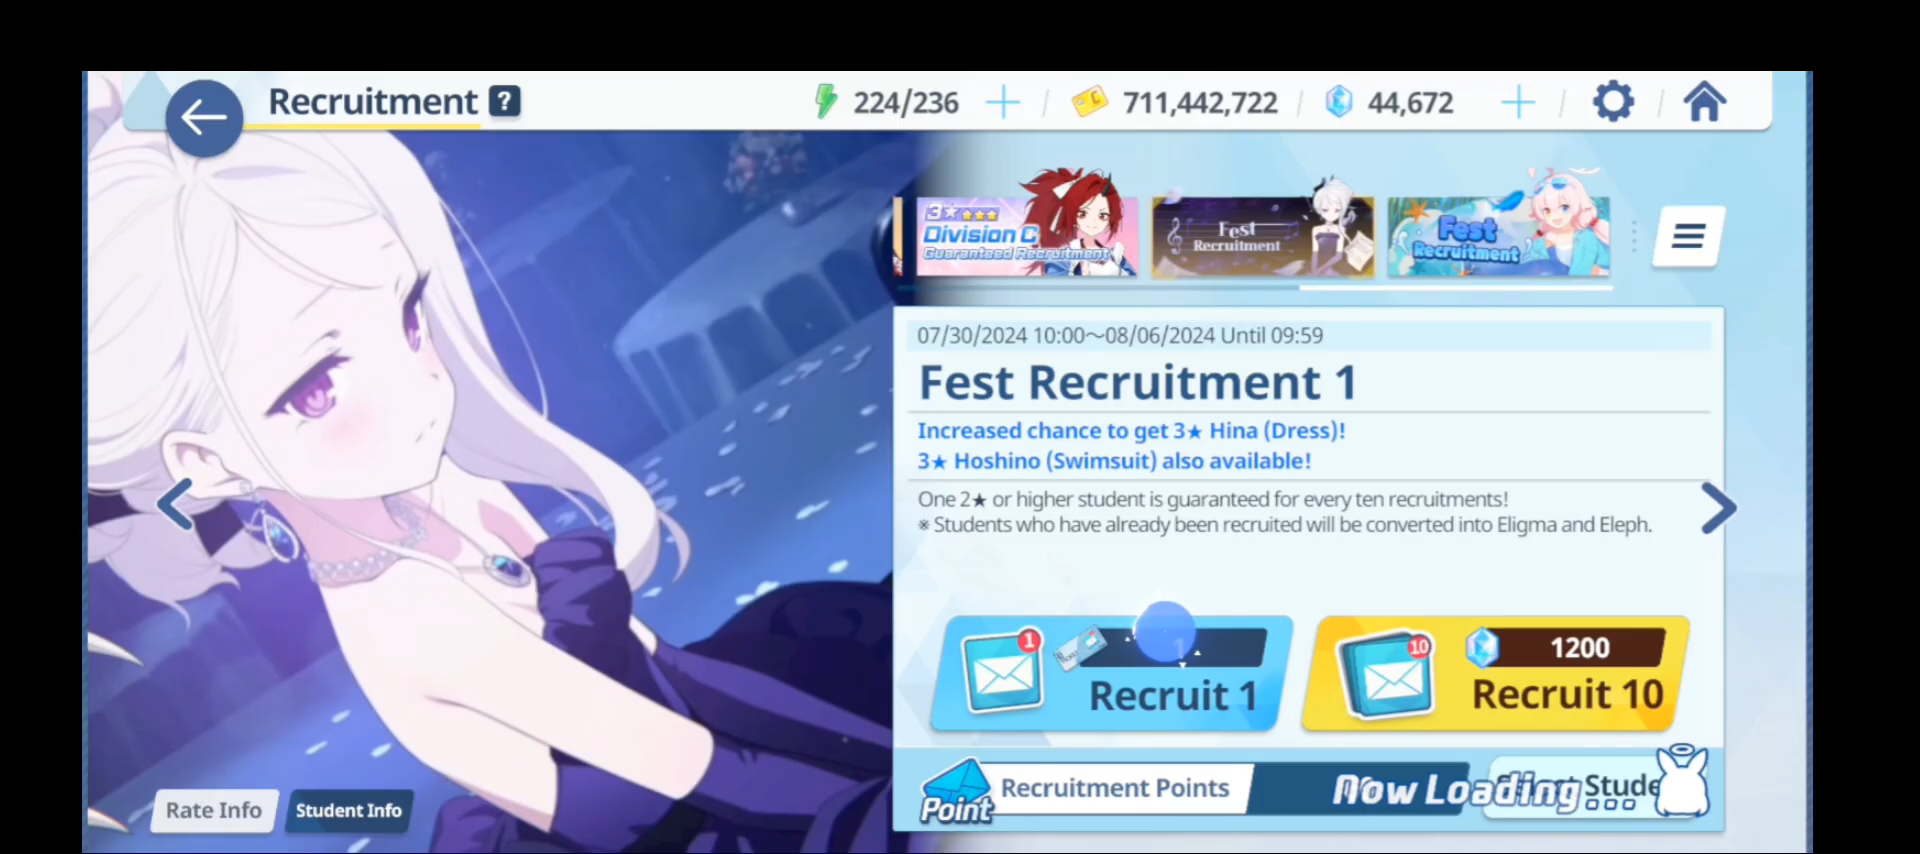 Recruitment ?
224/236
711,442,722
44,672
3★ ★★★
Division C
Guaranteed Recruitment
Fest
Recruitment
Fest
Recruitment
07/30/2024 10:00～08/06/2024 Until 09:59
Fest Recruitment 1
Increased chance to get 3★ Hina (Dress)!
3★ Hoshino (Swimsuit) also available!
One 2★ or higher student is guaranteed for every ten recruitments!
※ Students who have already been recruited will be converted into Eligma and Eleph.
1
1
Recruit 1
10
1200
Recruit 10
Point
Recruitment Points
Now Loading...
Rate Info
Student Info